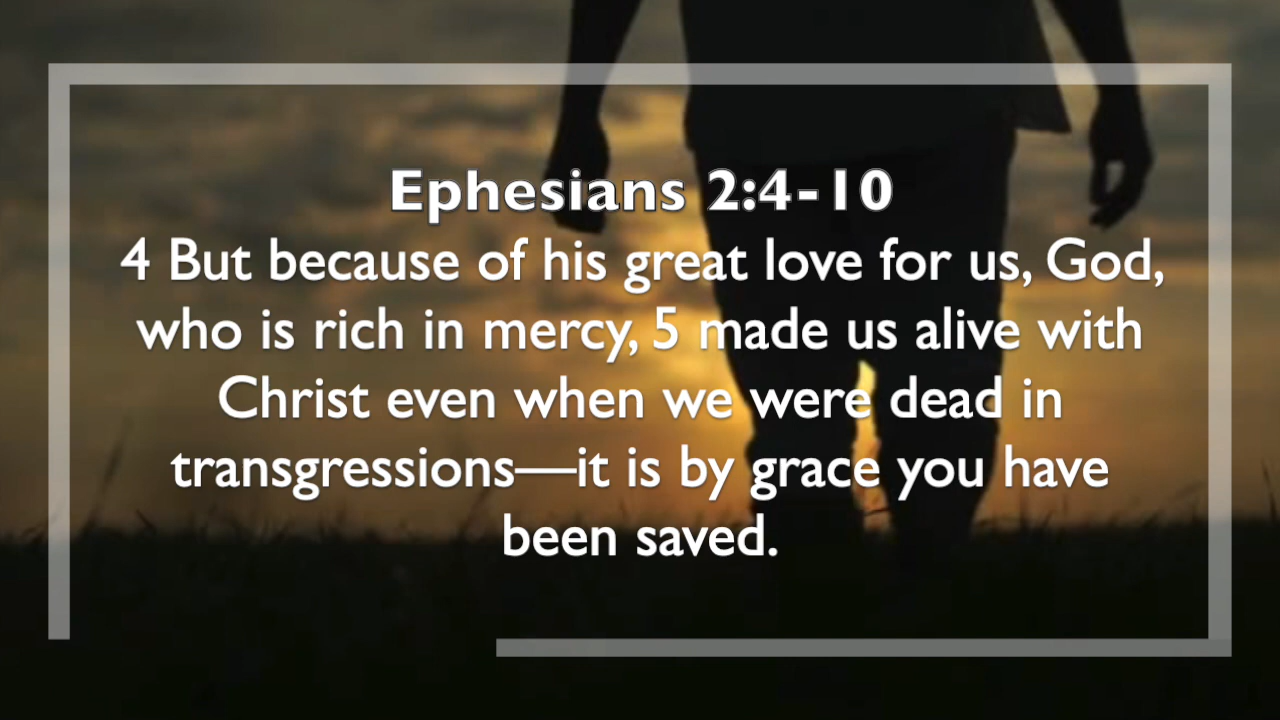 Ephesians 2:4-10
4 But because of his great love for us, God,
who is rich in mercy, 5 made us alive with
Christ even when we were dead in
transgressions—it is by grace you have
been saved.